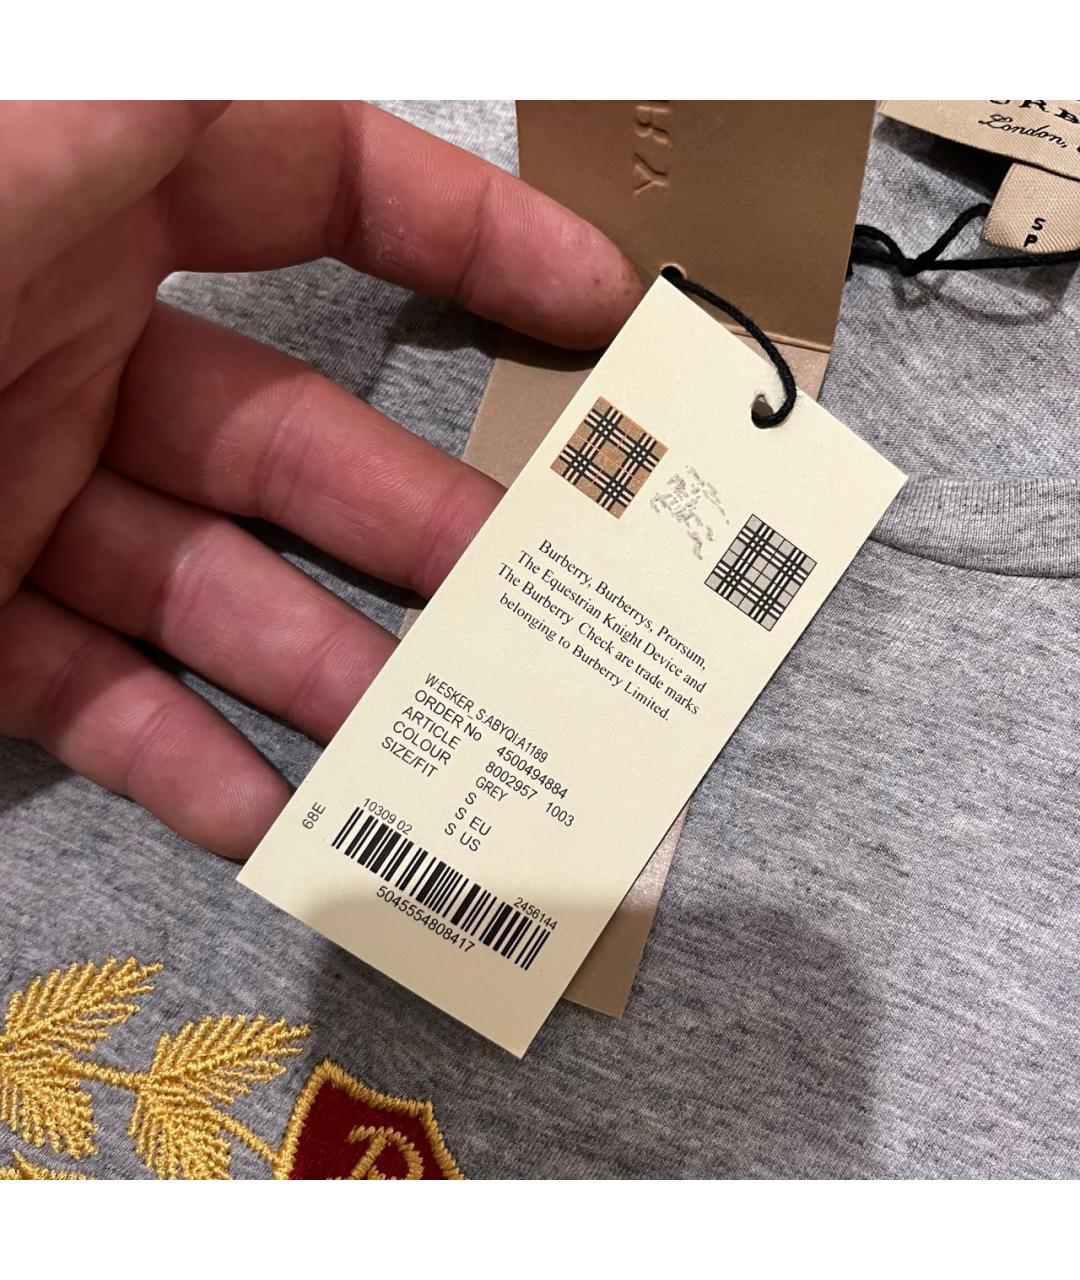 RY
London,
S
P
Burberry, Burberrys, Prorsum,
The Equestrian Knight Device and
The Burberry Check are trade marks
belonging to Burberry Limited.
W:ESKER_S:ABYQI:A1189
ORDER No 4500494884
ARTICLE 8002957 1003
COLOUR GREY
SIZE/FIT S
S EU
S US
68E
10309 02
2456144
5045554808417
B